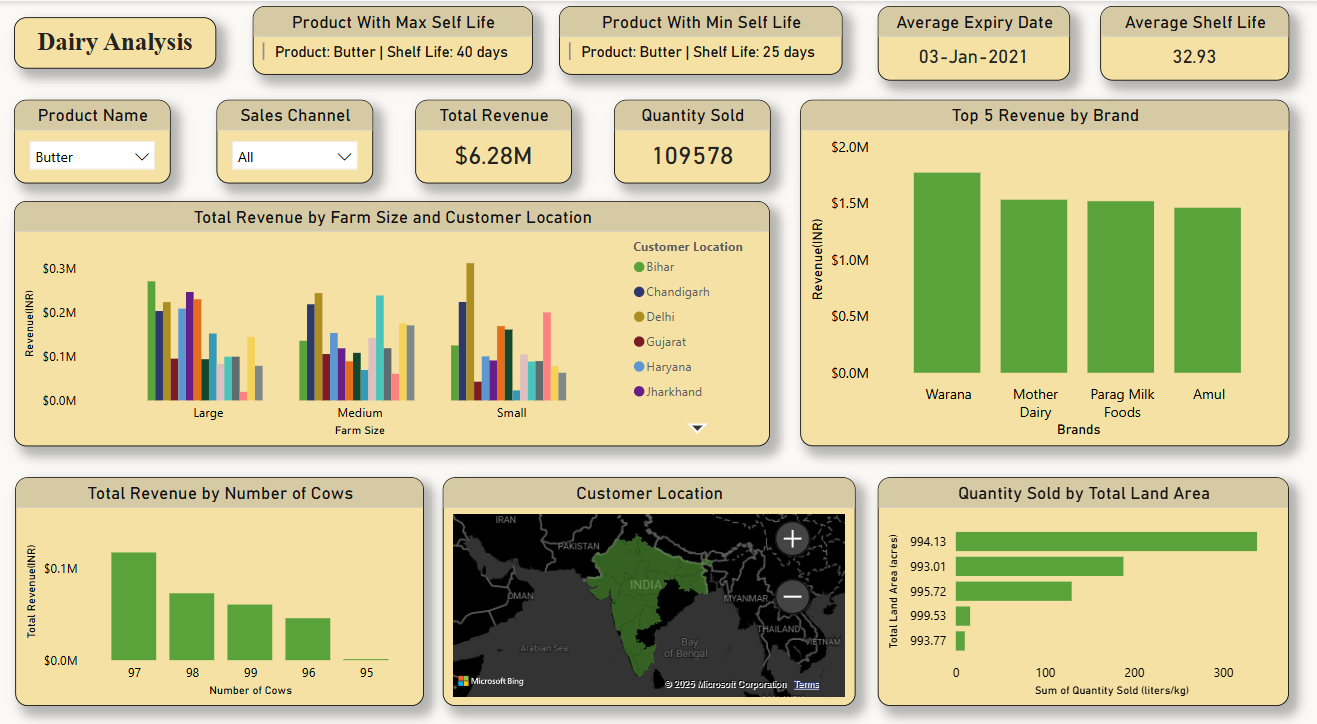 Dairy Analysis
Product With Max Self Life
Product: Butter | Shelf Life: 40 days
Product With Min Self Life
Product: Butter | Shelf Life: 25 days
Average Expiry Date
03-Jan-2021
Average Shelf Life
32.93
Product Name
Butter
Sales Channel
All
Total Revenue
$6.28M
Quantity Sold
109578
Top 5 Revenue by Brand
$2.0M
$1.5M
$1.0M
$0.5M
$0.0M
Revenue(INR)
Warana
Mother
Dairy
Parag Milk
Foods
Amul
Brands
Total Revenue by Farm Size and Customer Location
Revenue(INR)
$0.3M
$0.2M
$0.1M
$0.0M
Large
Medium
Small
Farm Size
Customer Location
Bihar
Chandigarh
Delhi
Gujarat
Haryana
Jharkhand
Total Revenue by Number of Cows
Total Revenue(INR)
$0.1M
$0.0M
97
98
99
96
95
Number of Cows
Customer Location
IRAN
PAKISTAN
OMAN
INDIA
MYANMAR
THAILAND
VIETNAM
Arabian Sea
Bay
of Bengal
Microsoft Bing
© 2025 Microsoft Corporation
Terms
Quantity Sold by Total Land Area
Total Land Area (acres)
994.13
993.01
995.72
999.53
993.77
0
100
200
300
Sum of Quantity Sold (liters/kg)